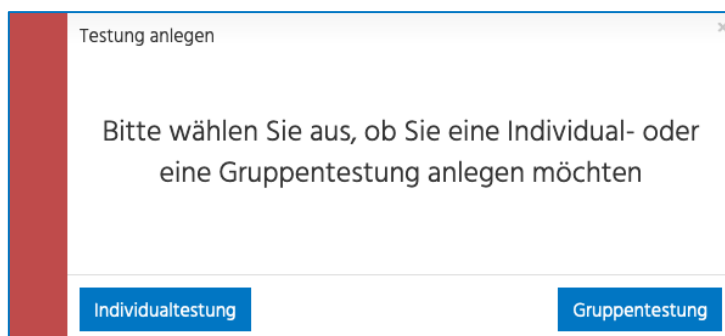 Testung anlegen
×
Bitte wählen Sie aus, ob Sie eine Individual- oder
eine Gruppentestung anlegen möchten
Individualtestung
Gruppentestung